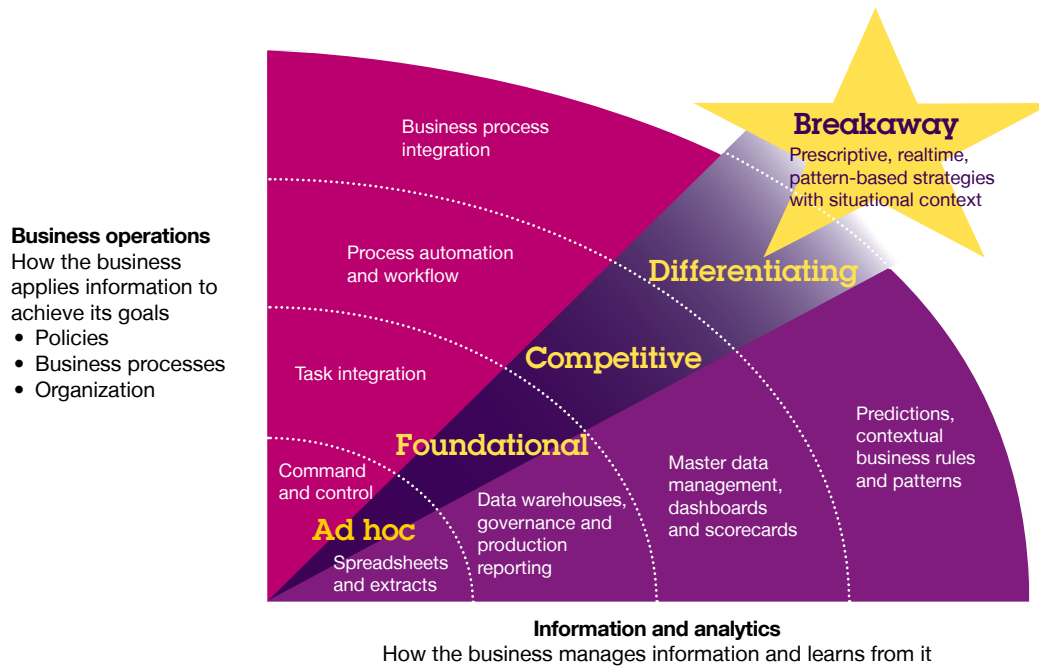 Breakaway
Prescriptive, realtime,
pattern-based strategies
with situational context
Business process
integration
Business operations
How the business
applies information to
achieve its goals
• Policies
• Business processes
• Organization
Process automation
and workflow
Differentiating
Task integration
Competitive
Predictions,
contextual
business rules
and patterns
Command
and control
Foundational
Master data
management,
dashboards
and scorecards
Data warehouses,
governance and
production
reporting
Ad hoc
Spreadsheets
and extracts
Information and analytics
How the business manages information and learns from it